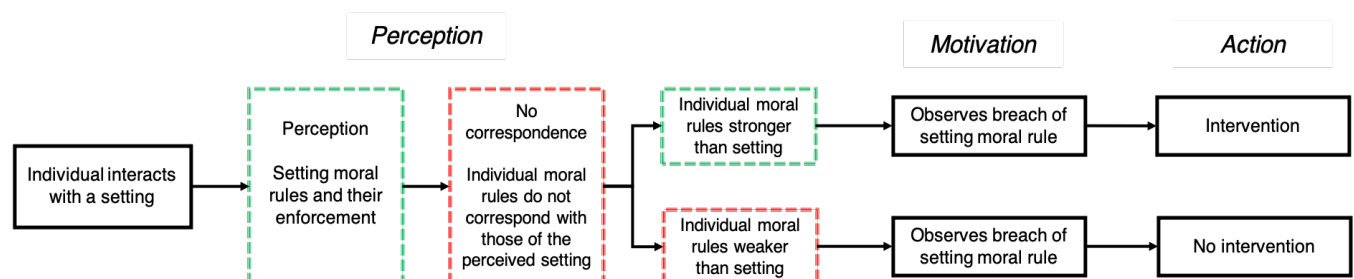 Perception
Motivation
Action
Individual interacts
with a setting
Perception
Setting moral
rules and their
enforcement
No
correspondence
Individual moral
rules do not
correspond with
those of the
perceived setting
Individual moral
rules stronger
than setting
Observes breach of
setting moral rule
Intervention
Individual moral
rules weaker
than setting
Observes breach of
setting moral rule
No intervention